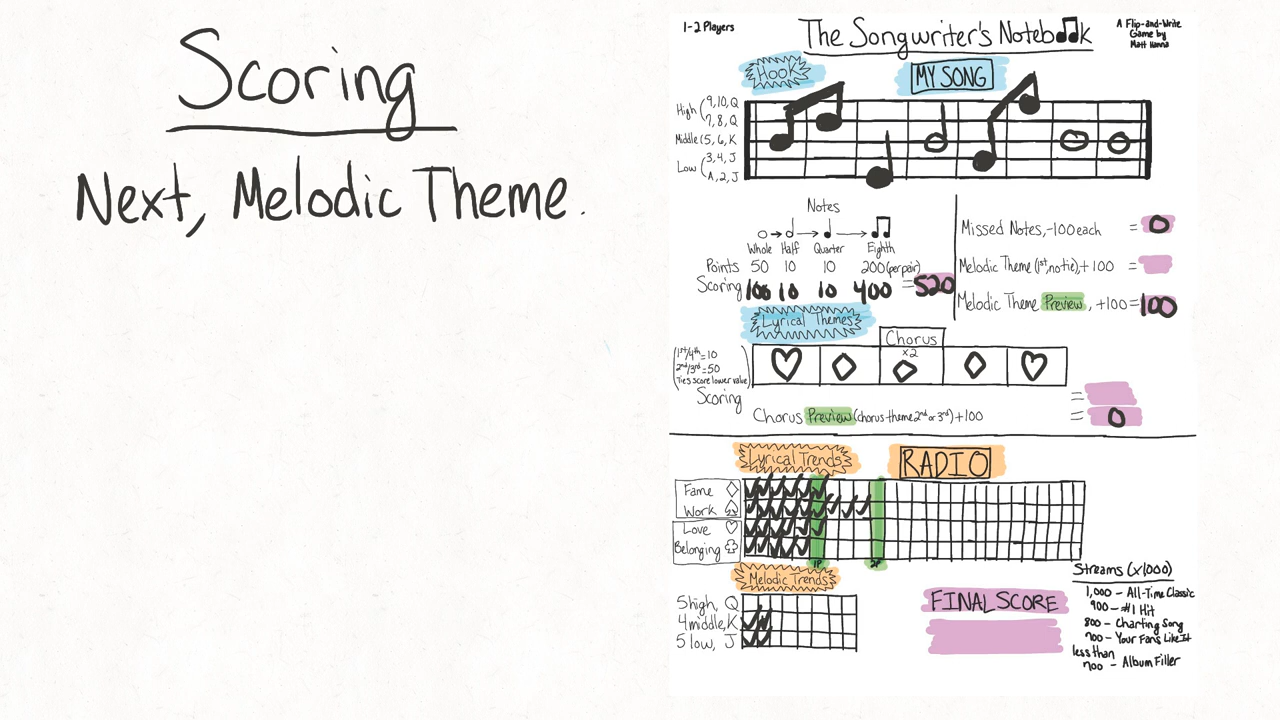 Scoring
Next, Melodic Theme.
1-2 Players
The Songwriter's Notebook
A Flip-and-Write
Game by
Matt Hanna
HOOK
MY SONG
High (9, 10, Q
7, 8, Q
Middle (5, 6, K
Low (3, 4, J
A, 2, J
Notes
Whole Half Quarter Eighth
Points 50 10 10 200 (per pair)
Scoring 100 10 10 400 = 520
Missed Notes, -100 each = 0
Melodic Theme (1st, no tie), + 100 =
Melodic Theme Preview, +100 = 100
Lyrical Themes
Chorus
x2
(1st/4th=10
2nd/3rd=50
Ties score lower value)
Scoring =
Chorus Preview (chorus theme 2nd or 3rd) +100 = 0
Lyrical Trends
RADIO
Fame ♢
Work ♤
Love ♡
Belonging ♧
1P 2P
Melodic Trends
5 high, Q
4 middle, K
5 low, J
FINAL SCORE
Streams (x1000)
1,000 - All-Time Classic
900 - #1 Hit
800 - Charting Song
700 - Your Fans Like It
less than
700 - Album Filler